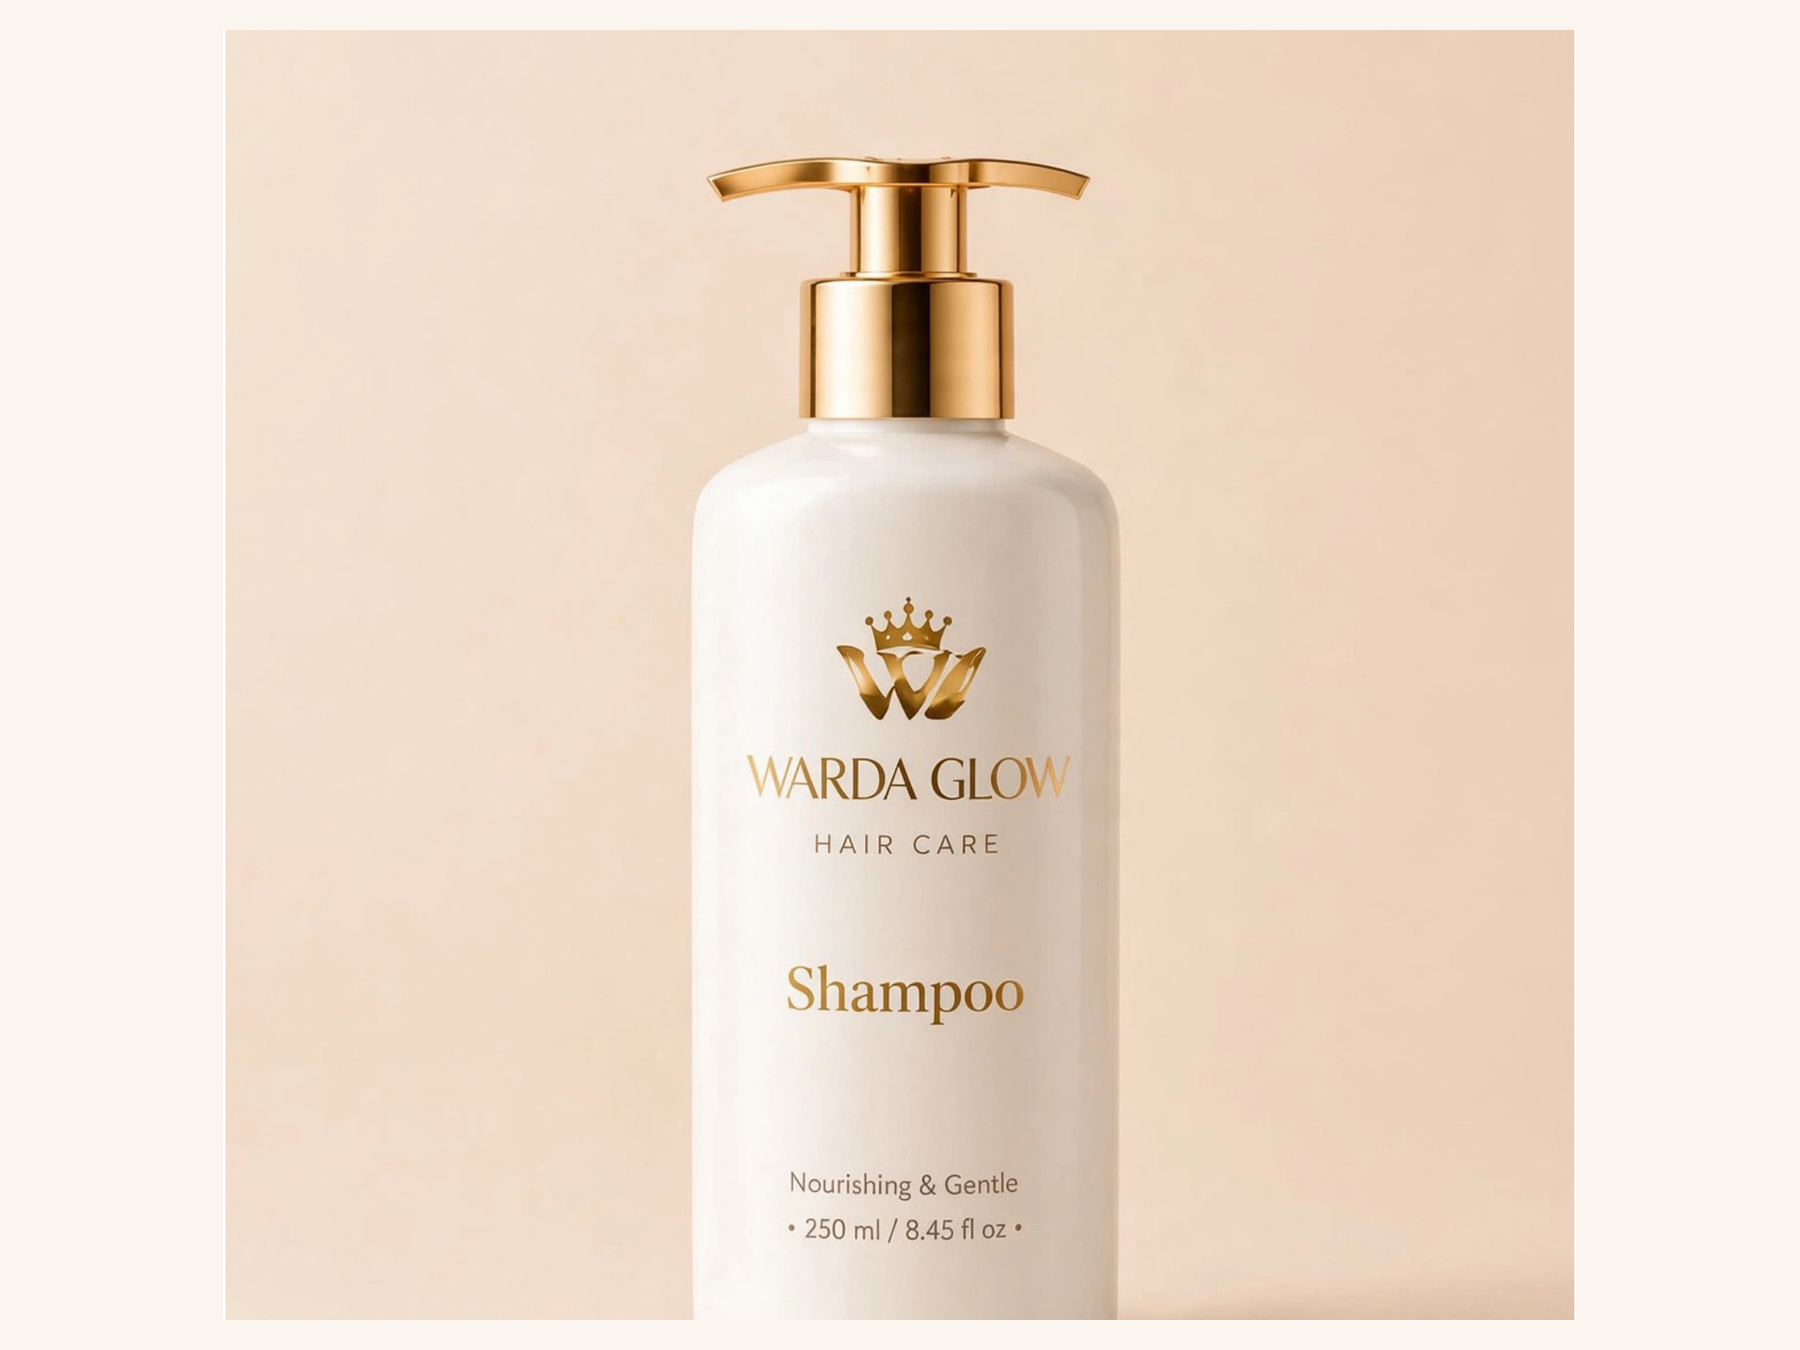 W
WARDA GLOW
HAIR CARE
Shampoo
Nourishing & Gentle
• 250 ml / 8.45 fl oz •